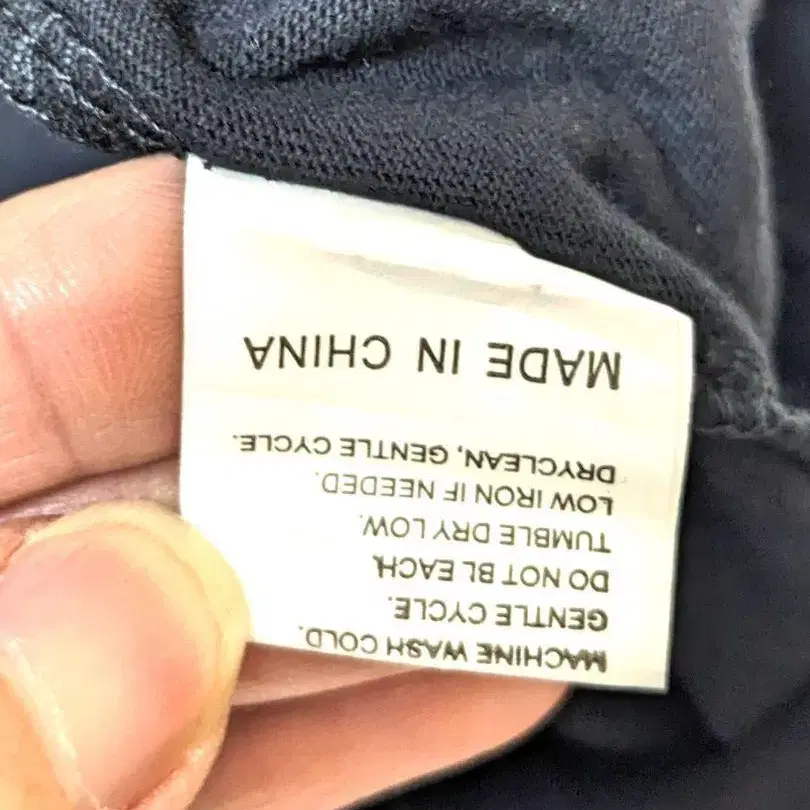 MACHINE WASH COLD.
GENTLE CYCLE.
DO NOT BL EACH.
TUMBLE DRY LOW.
LOW IRON IF NEEDED.
DRYCLEAN, GENTLE CYCLE.
MADE IN CHINA